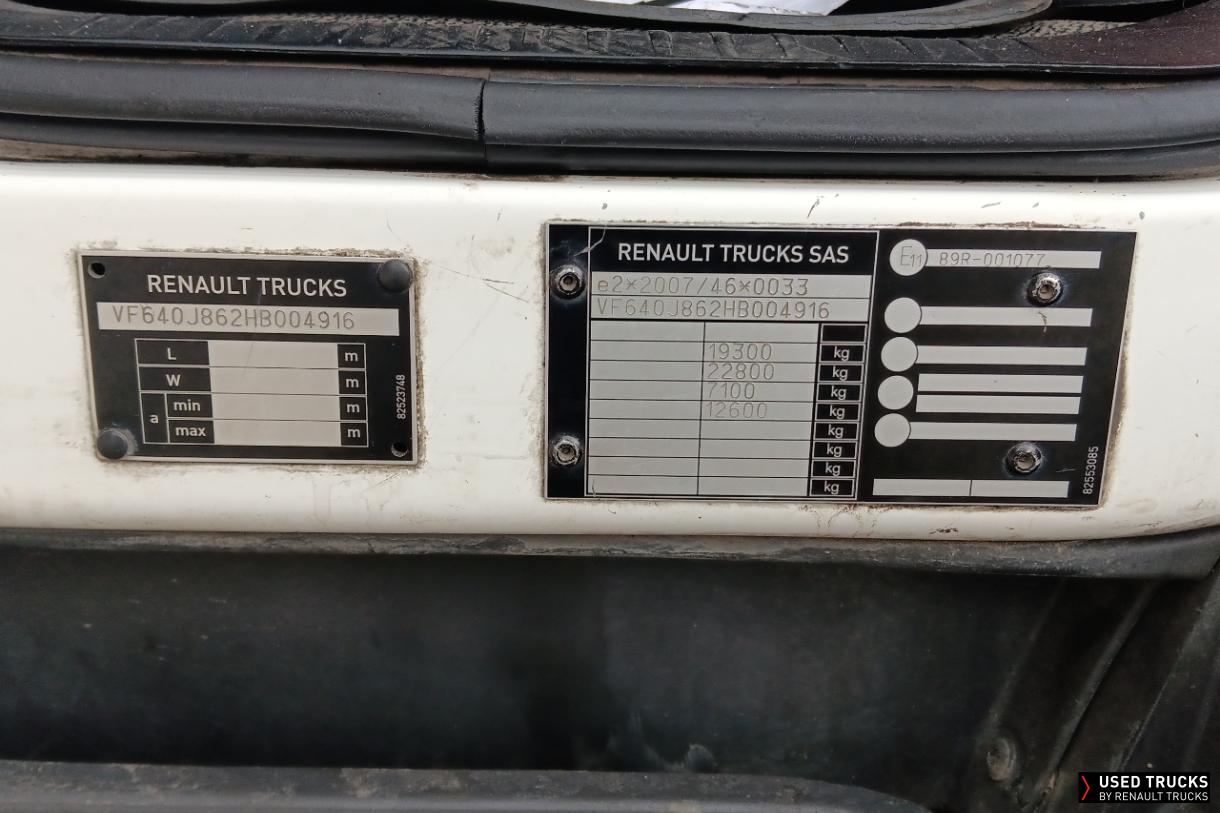 RENAULT TRUCKS
VF640J862HB004916
L m
W m
a min m
max m
82523748
RENAULT TRUCKS SAS
e2*2007/46*0033
VF640J862HB004916
19300 kg
22800 kg
7100 kg
12600 kg
kg
kg
kg
kg
E11 89R-001077
82553085
USED TRUCKS
BY RENAULT TRUCKS